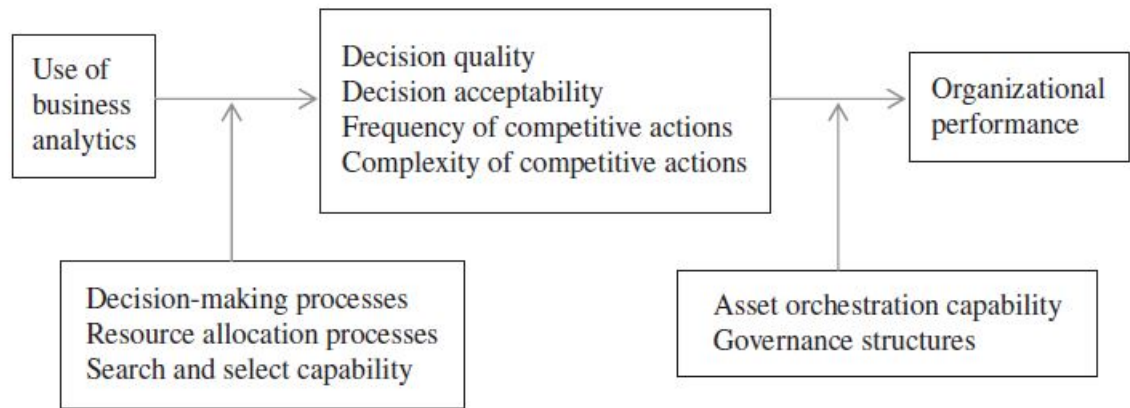 Use of
business
analytics
Decision quality
Decision acceptability
Frequency of competitive actions
Complexity of competitive actions
Organizational
performance
Decision-making processes
Resource allocation processes
Search and select capability
Asset orchestration capability
Governance structures